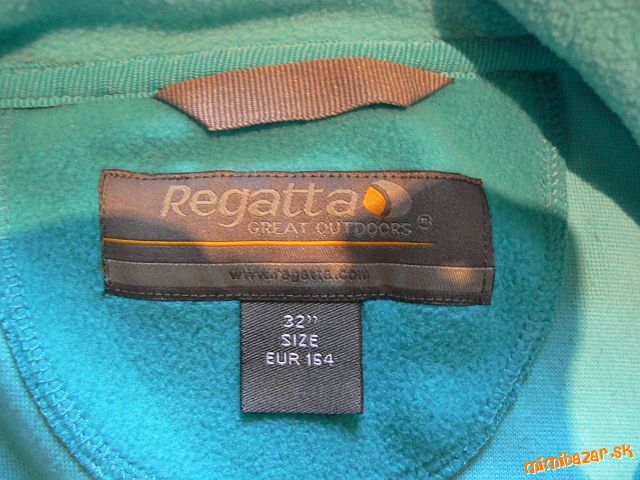 Regatta
GREAT OUTDOORS®
www.regatta.com
32"
SIZE
EUR 164
mimibazar.sk